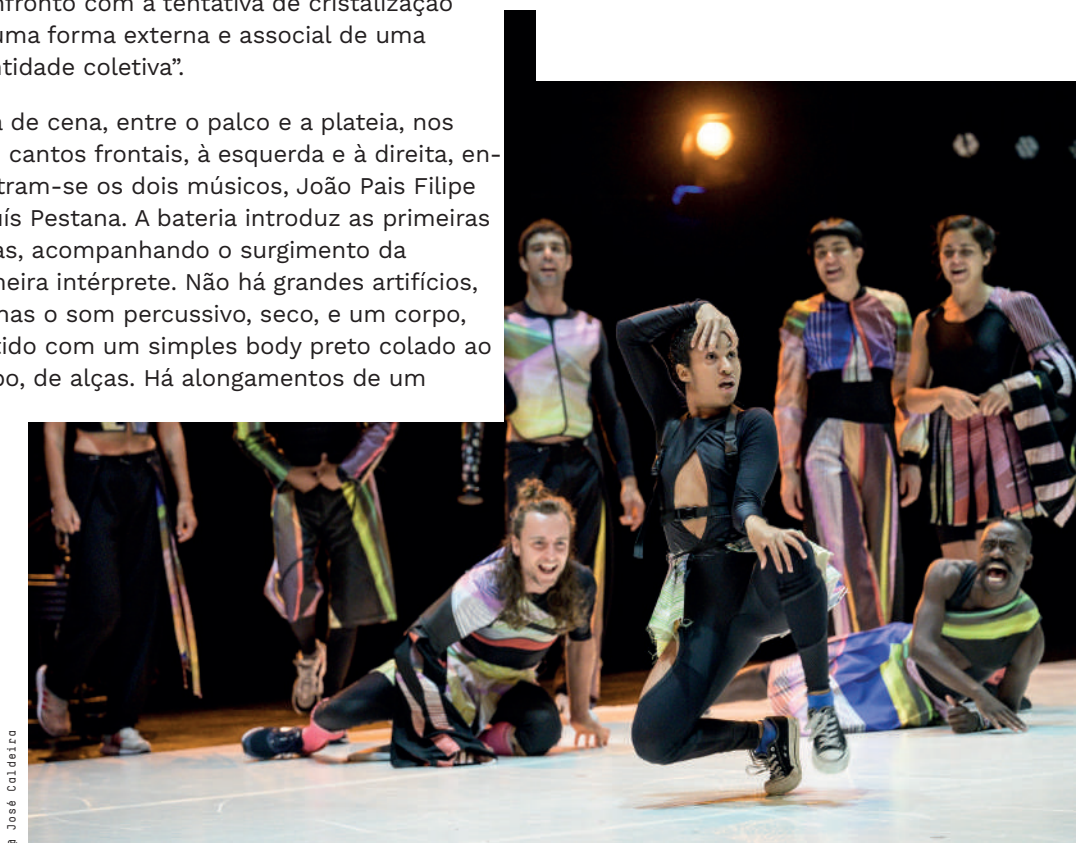 nfronto com a tentativa de cristalização
uma forma externa e associal de uma
ntidade coletiva”.
a de cena, entre o palco e a plateia, nos
cantos frontais, à esquerda e à direita, en-
tram-se os dois músicos, João Pais Filipe
uís Pestana. A bateria introduz as primeiras
as, acompanhando o surgimento da
neira intérprete. Não há grandes artifícios,
nas o som percussivo, seco, e um corpo,
tido com um simples body preto colado ao
po, de alças. Há alongamentos de um
José Caldeira